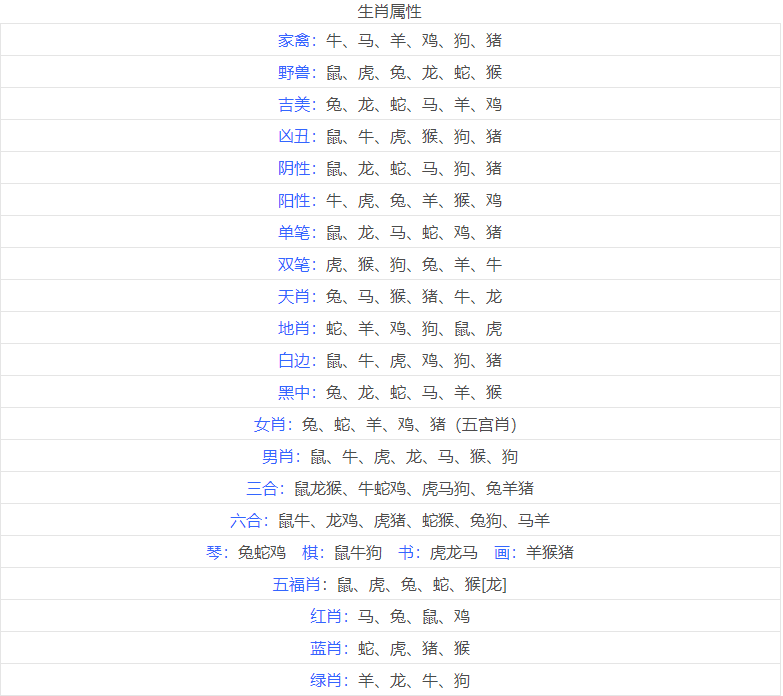 生肖属性
家禽：牛、马、羊、鸡、狗、猪
野兽：鼠、虎、兔、龙、蛇、猴
吉美：兔、龙、蛇、马、羊、鸡
凶丑：鼠、牛、虎、猴、狗、猪
阴性：鼠、龙、蛇、马、狗、猪
阳性：牛、虎、兔、羊、猴、鸡
单笔：鼠、龙、马、蛇、鸡、猪
双笔：虎、猴、狗、兔、羊、牛
天肖：兔、马、猴、猪、牛、龙
地肖：蛇、羊、鸡、狗、鼠、虎
白边：鼠、牛、虎、鸡、狗、猪
黑中：兔、龙、蛇、马、羊、猴
女肖：兔、蛇、羊、鸡、猪（五宫肖）
男肖：鼠、牛、虎、龙、马、猴、狗
三合：鼠龙猴、牛蛇鸡、虎马狗、兔羊猪
六合：鼠牛、龙鸡、虎猪、蛇猴、兔狗、马羊
琴：兔蛇鸡 棋：鼠牛狗 书：虎龙马 画：羊猴猪
五福肖：鼠、虎、兔、蛇、猴[龙]
红肖：马、兔、鼠、鸡
蓝肖：蛇、虎、猪、猴
绿肖：羊、龙、牛、狗